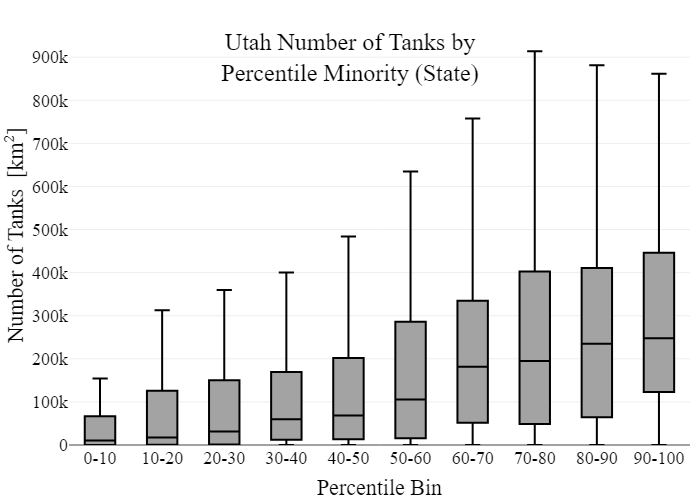 Utah Number of Tanks by
Percentile Minority (State)
Number of Tanks [km²]
900k
800k
700k
600k
500k
400k
300k
200k
100k
0
0-10 10-20 20-30 30-40 40-50 50-60 60-70 70-80 80-90 90-100
Percentile Bin